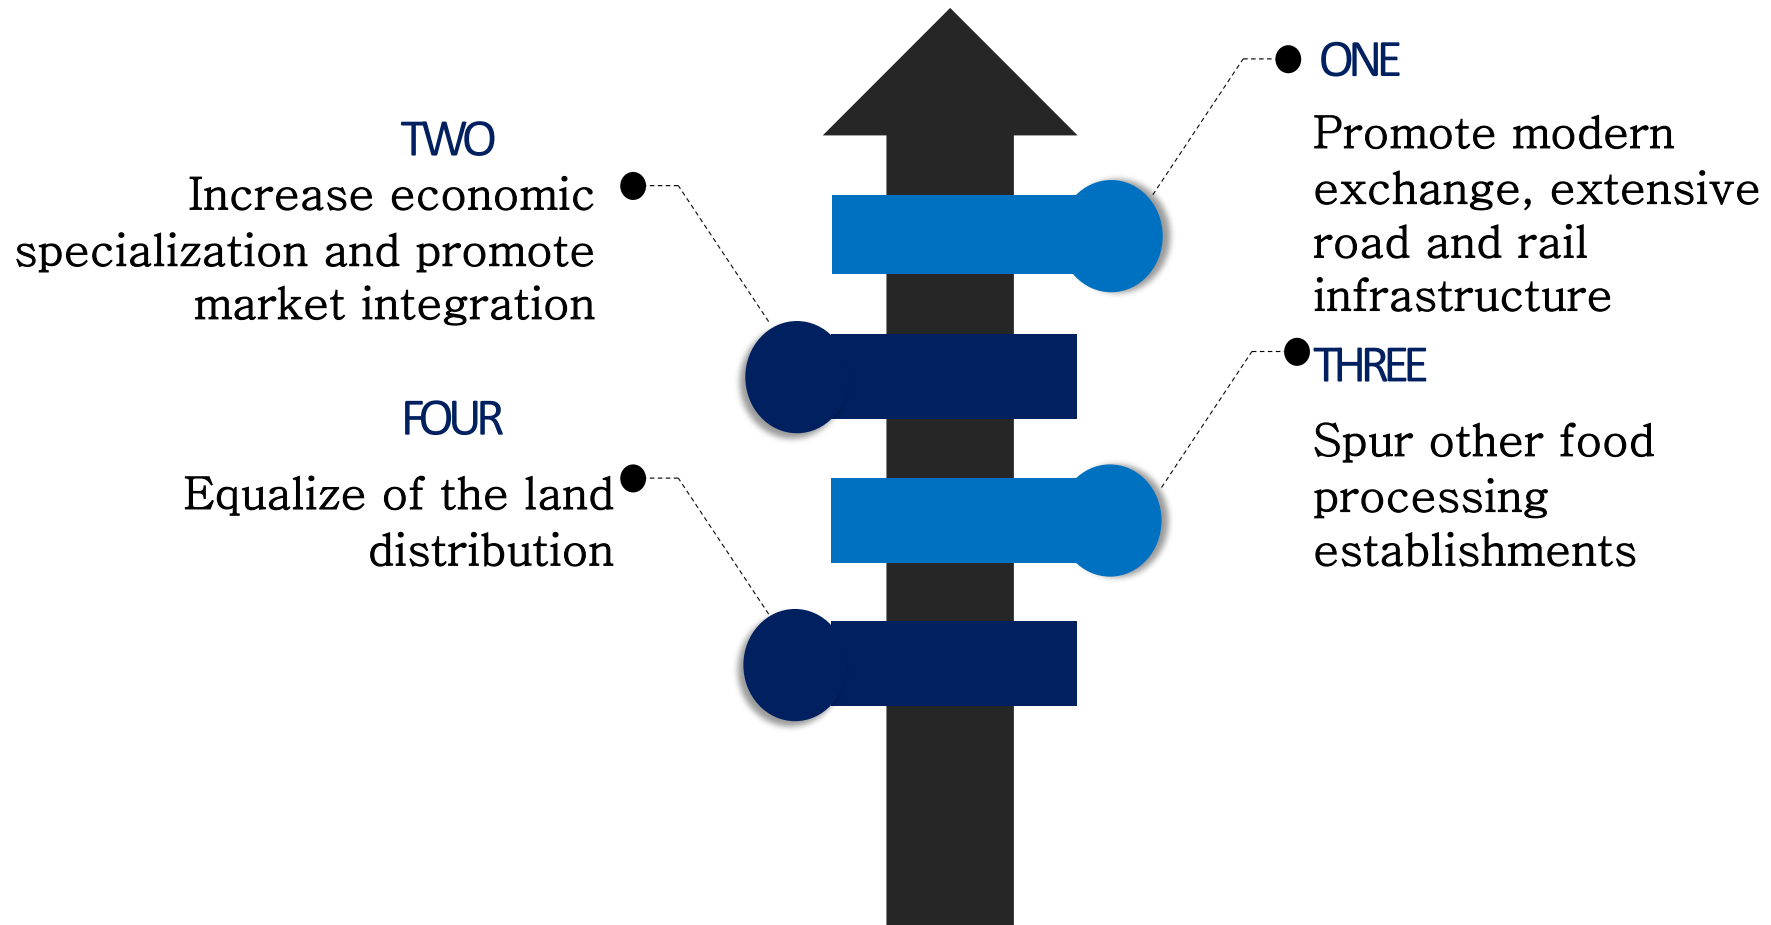 ONE
Promote modern
exchange, extensive
road and rail
infrastructure
TWO
Increase economic
specialization and promote
market integration
THREE
Spur other food
processing
establishments
FOUR
Equalize of the land
distribution